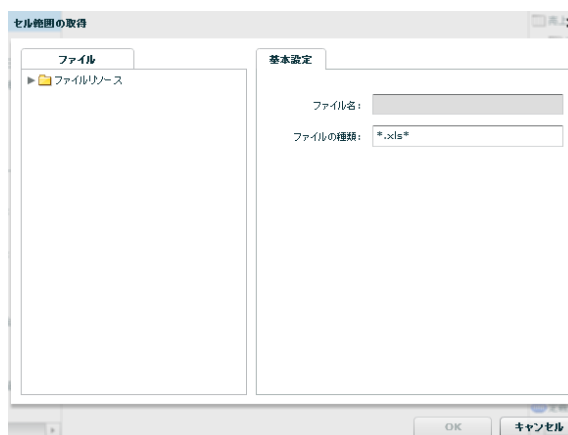 セル範囲の取得
ファイル
ファイルリソース
基本設定
ファイル名:
ファイルの種類: *.xls*
OK キャンセル